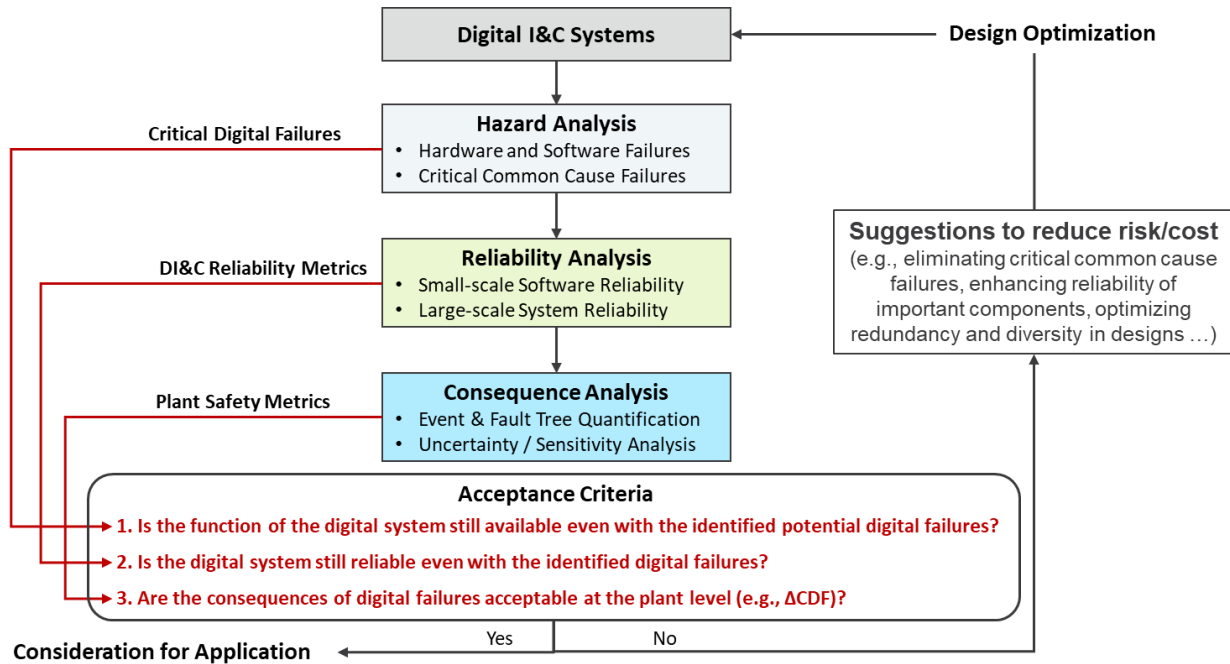 Digital I&C Systems
Design Optimization
Critical Digital Failures
Hazard Analysis
• Hardware and Software Failures
• Critical Common Cause Failures
Suggestions to reduce risk/cost
(e.g., eliminating critical common cause
failures, enhancing reliability of
important components, optimizing
redundancy and diversity in designs …)
DI&C Reliability Metrics
Reliability Analysis
• Small-scale Software Reliability
• Large-scale System Reliability
Plant Safety Metrics
Consequence Analysis
• Event & Fault Tree Quantification
• Uncertainty / Sensitivity Analysis
Acceptance Criteria
1. Is the function of the digital system still available even with the identified potential digital failures?
2. Is the digital system still reliable even with the identified digital failures?
3. Are the consequences of digital failures acceptable at the plant level (e.g., ΔCDF)?
Yes
No
Consideration for Application